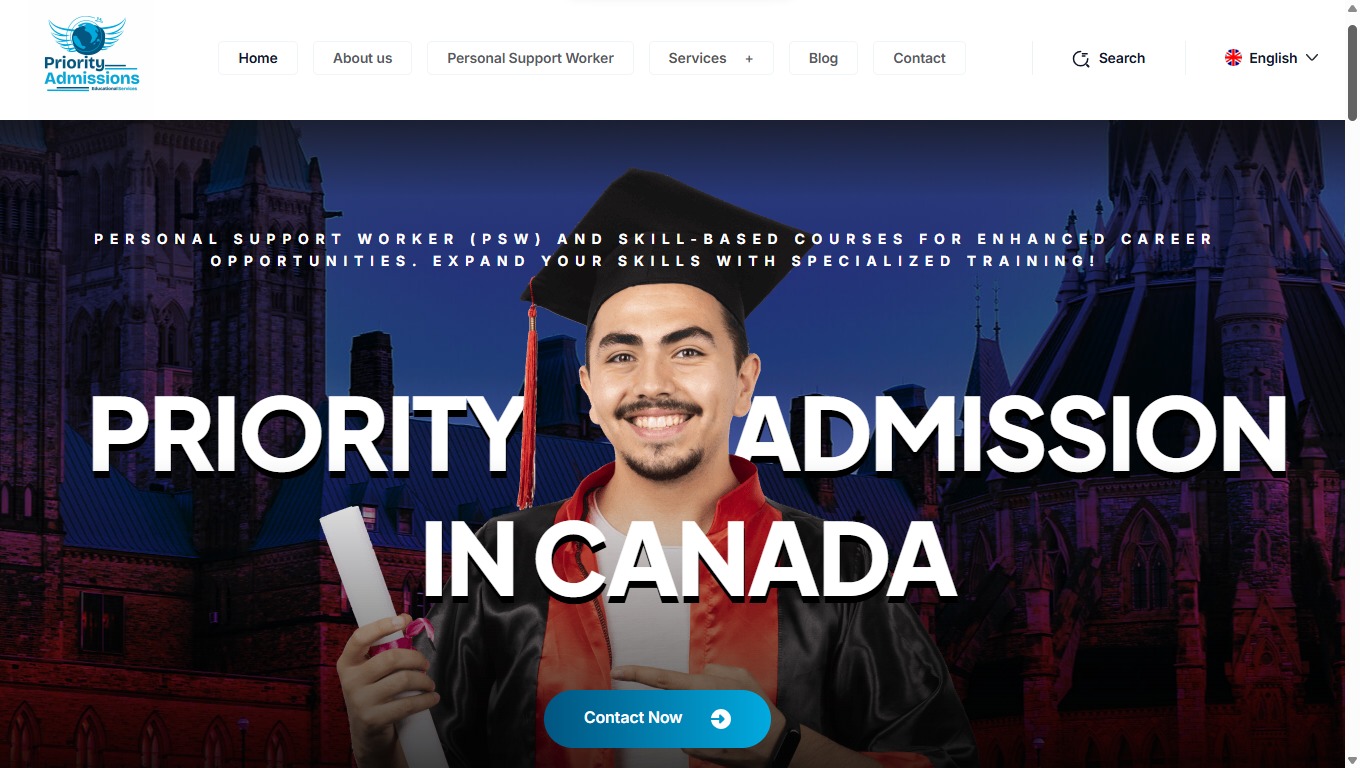 Priority
Admissions
Educational Services
Home
About us
Personal Support Worker
Services +
Blog
Contact
Search
English
PERSONAL SUPPORT WORKER (PSW) AND SKILL-BASED COURSES FOR ENHANCED CAREER
OPPORTUNITIES. EXPAND YOUR SKILLS WITH SPECIALIZED TRAINING!
PRIORITY ADMISSION
IN CANADA
Contact Now